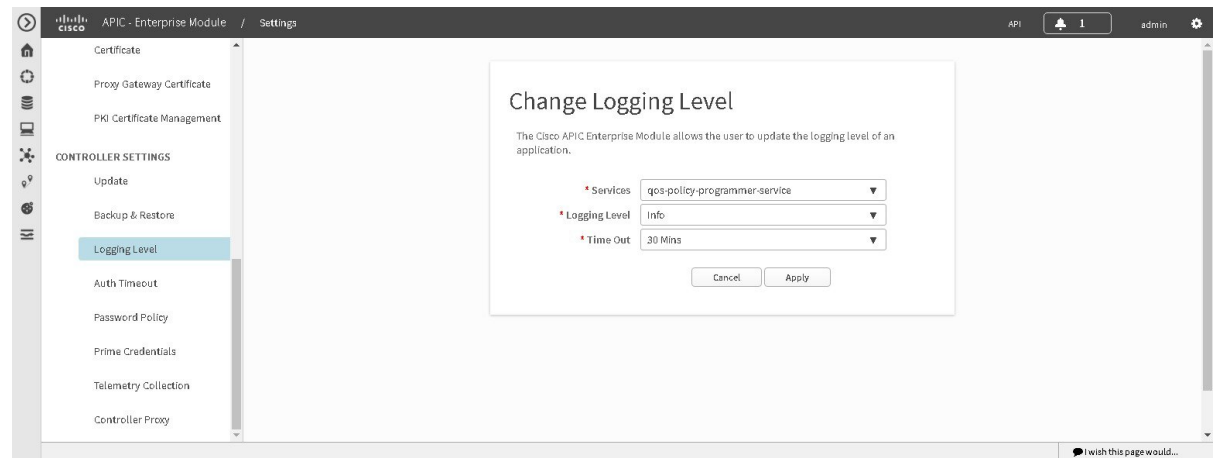 CISCO APIC - Enterprise Module / Settings API 1 admin
Certificate
Proxy Gateway Certificate
PKI Certificate Management
CONTROLLER SETTINGS
Update
Backup & Restore
Logging Level
Auth Timeout
Password Policy
Prime Credentials
Telemetry Collection
Controller Proxy
Change Logging Level
The Cisco APIC Enterprise Module allows the user to update the logging level of an
application.
* Services qos-policy-programmer-service
* Logging Level Info
* Time Out 30 Mins
Cancel Apply
I wish this page would...